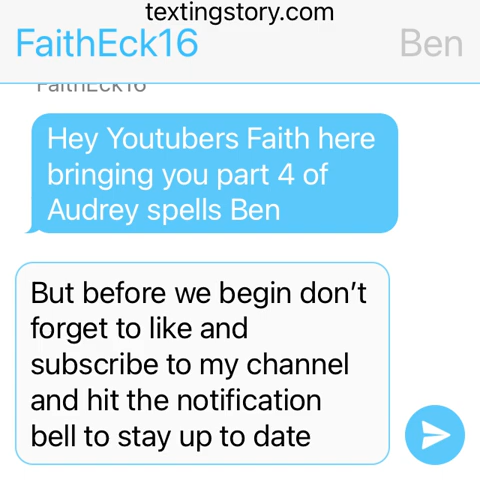 textingstory.com
FaithEck16 Ben
FaithEck16
Hey Youtubers Faith here
bringing you part 4 of
Audrey spells Ben
But before we begin don’t
forget to like and
subscribe to my channel
and hit the notification
bell to stay up to date